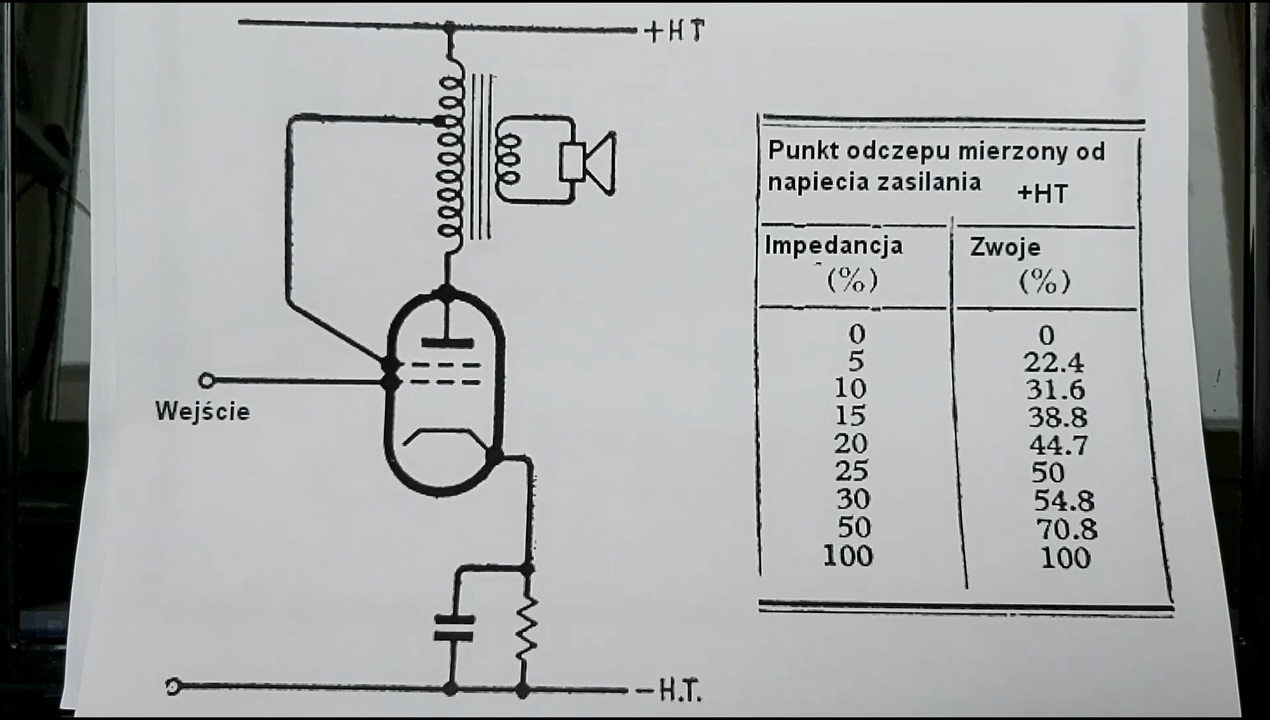 +HT
Wejście
-H.T.
Punkt odczepu mierzony od
napiecia zasilania +HT
Impedancja Zwoje
(%) (%)
0 0
5 22.4
10 31.6
15 38.8
20 44.7
25 50
30 54.8
50 70.8
100 100